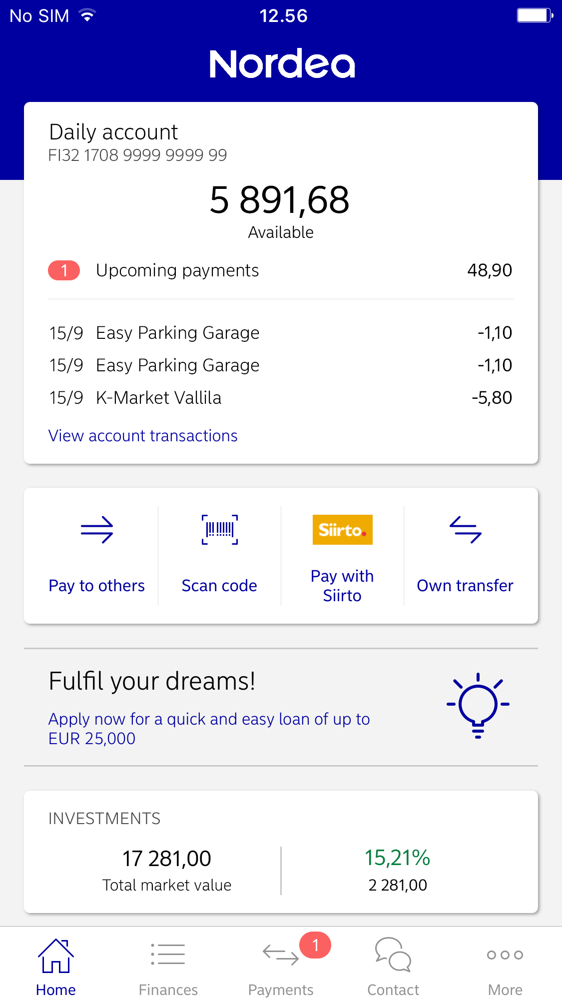 No SIM 12.56
Nordea
Daily account
FI32 1708 9999 9999 99
5 891,68
Available
1 Upcoming payments 48,90
15/9 Easy Parking Garage -1,10
15/9 Easy Parking Garage -1,10
15/9 K-Market Vallila -5,80
View account transactions
Siirto.
Pay to others
Scan code
Pay with
Siirto
Own transfer
Fulfil your dreams!
Apply now for a quick and easy loan of up to
EUR 25,000
INVESTMENTS
17 281,00
Total market value
15,21%
2 281,00
1
Home Finances Payments Contact More